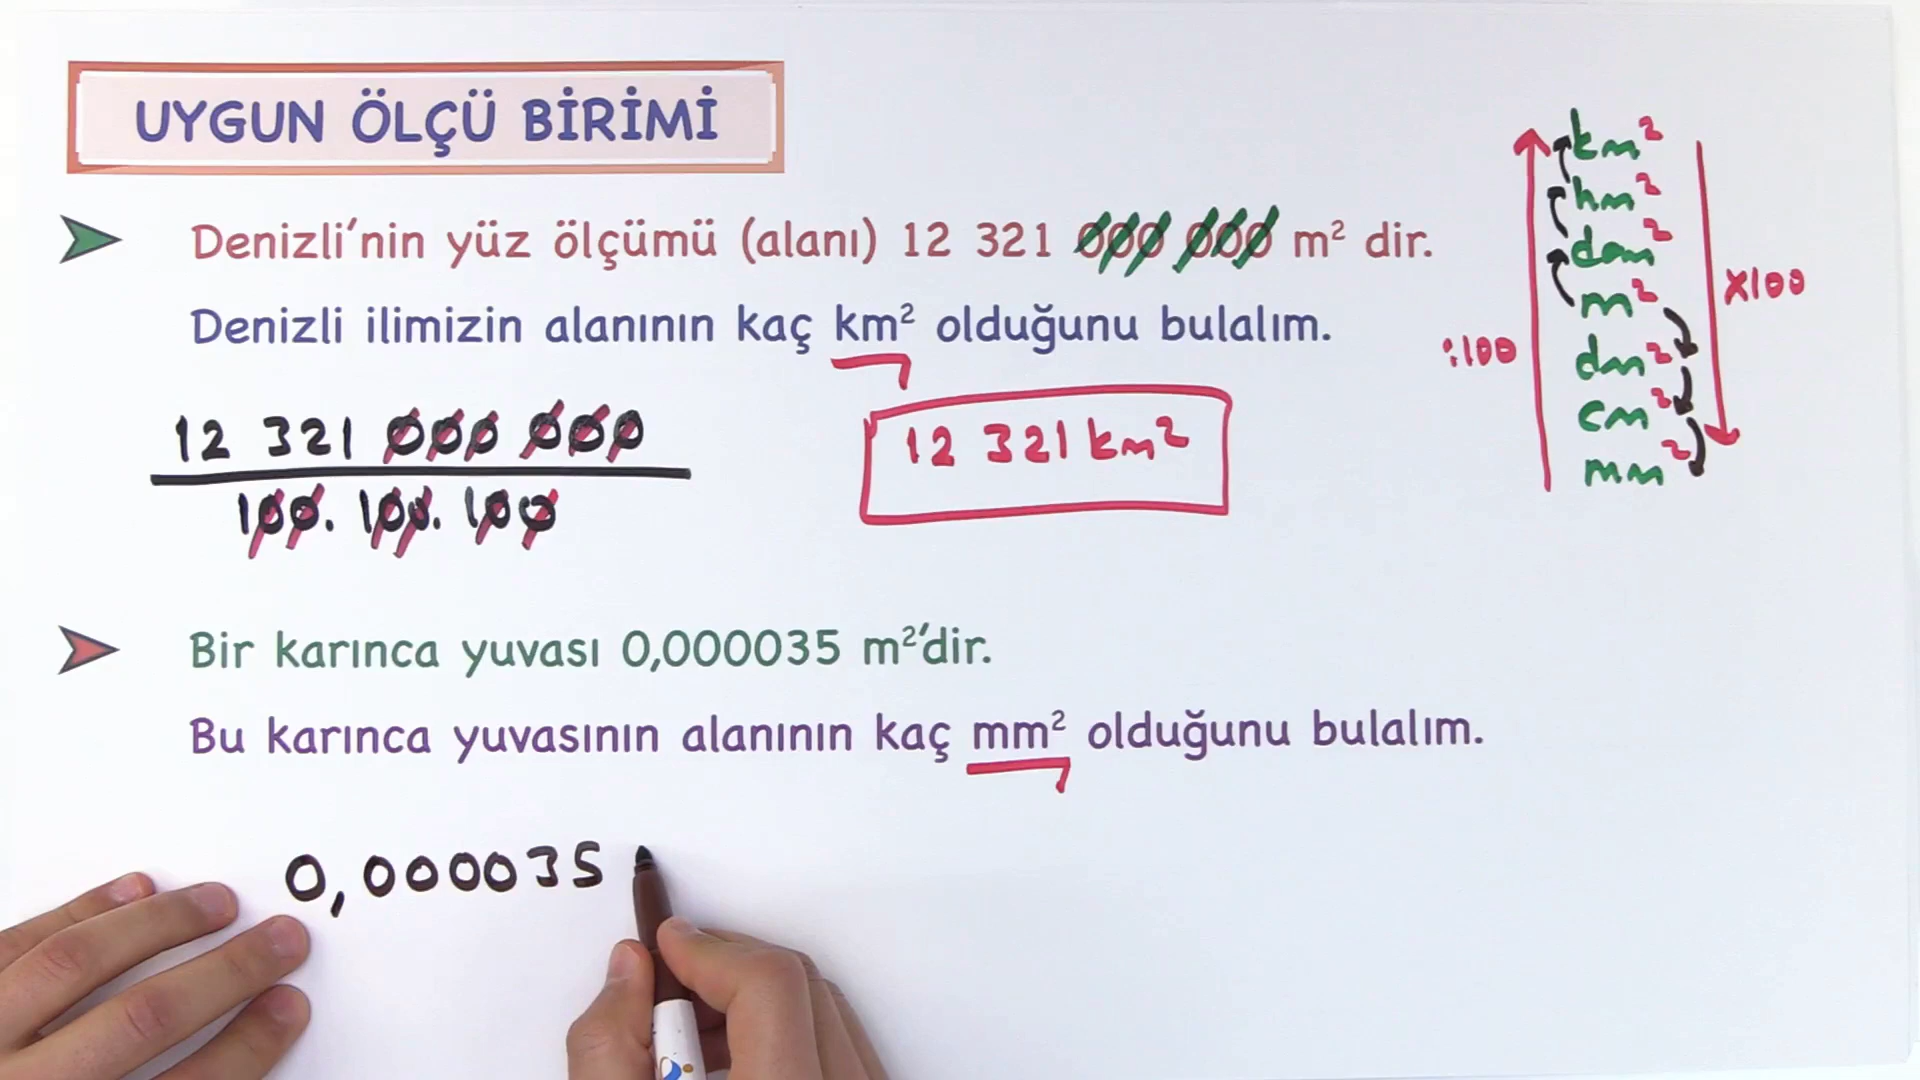 UYGUN ÖLÇÜ BİRİMİ
Denizli'nin yüz ölçümü (alanı) 12 321 000 000 m² dir.
Denizli ilimizin alanının kaç km² olduğunu bulalım.
12 321 000 000
100. 100. 100
12 321 km²
km²
hm²
dam²
m²
dm²
cm²
mm²
:100
x100
Bir karınca yuvası 0,000035 m²'dir.
Bu karınca yuvasının alanının kaç mm² olduğunu bulalım.
0,000035